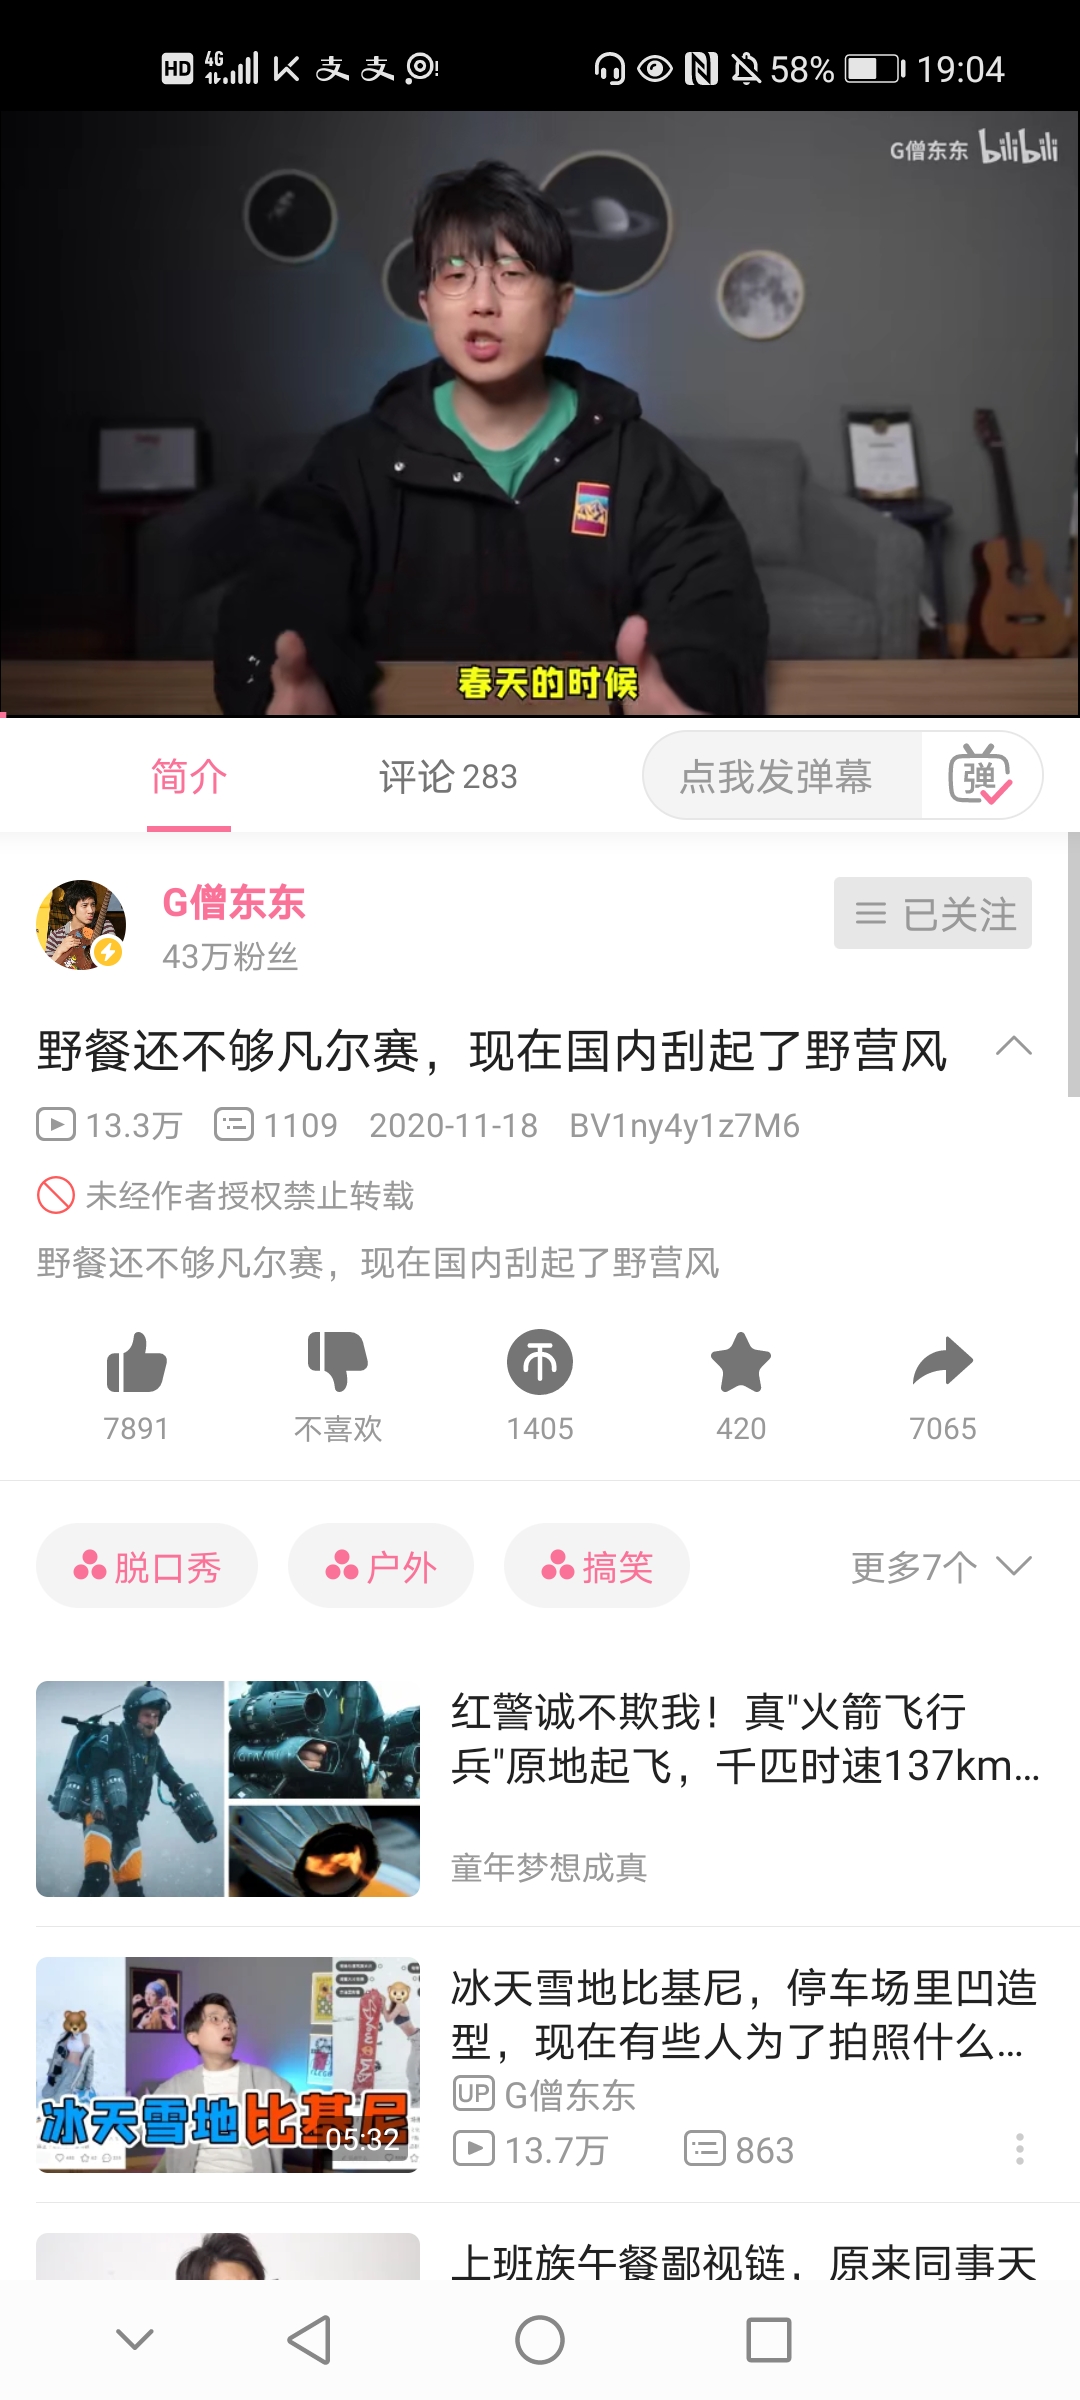 HD 4G 58% 19:04
G僧东东 bilibili
春天的时候
简介 评论 283 点我发弹幕 弹
G僧东东
43万粉丝
已关注
野餐还不够凡尔赛，现在国内刮起了野营风
13.3万 1109 2020-11-18 BV1ny4y1z7M6
未经作者授权禁止转载
野餐还不够凡尔赛，现在国内刮起了野营风
7891 不喜欢 1405 420 7065
脱口秀 户外 搞笑 更多7个
红警诚不欺我！真"火箭飞行
兵"原地起飞，千匹时速137km...
童年梦想成真
冰天雪地比基尼
05:32
冰天雪地比基尼，停车场里凹造
型，现在有些人为了拍照什么...
UP G僧东东
13.7万 863
上班族午餐鄙视链，原来同事天